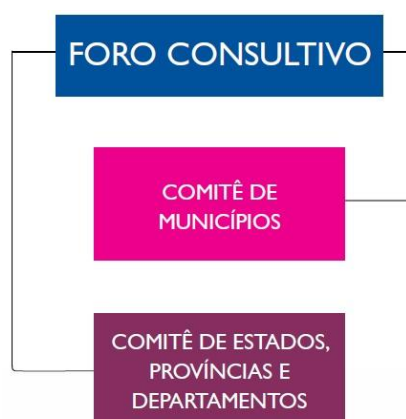 FORO CONSULTIVO
COMITÊ DE
MUNICÍPIOS
COMITÊ DE ESTADOS,
PROVÍNCIAS E
DEPARTAMENTOS